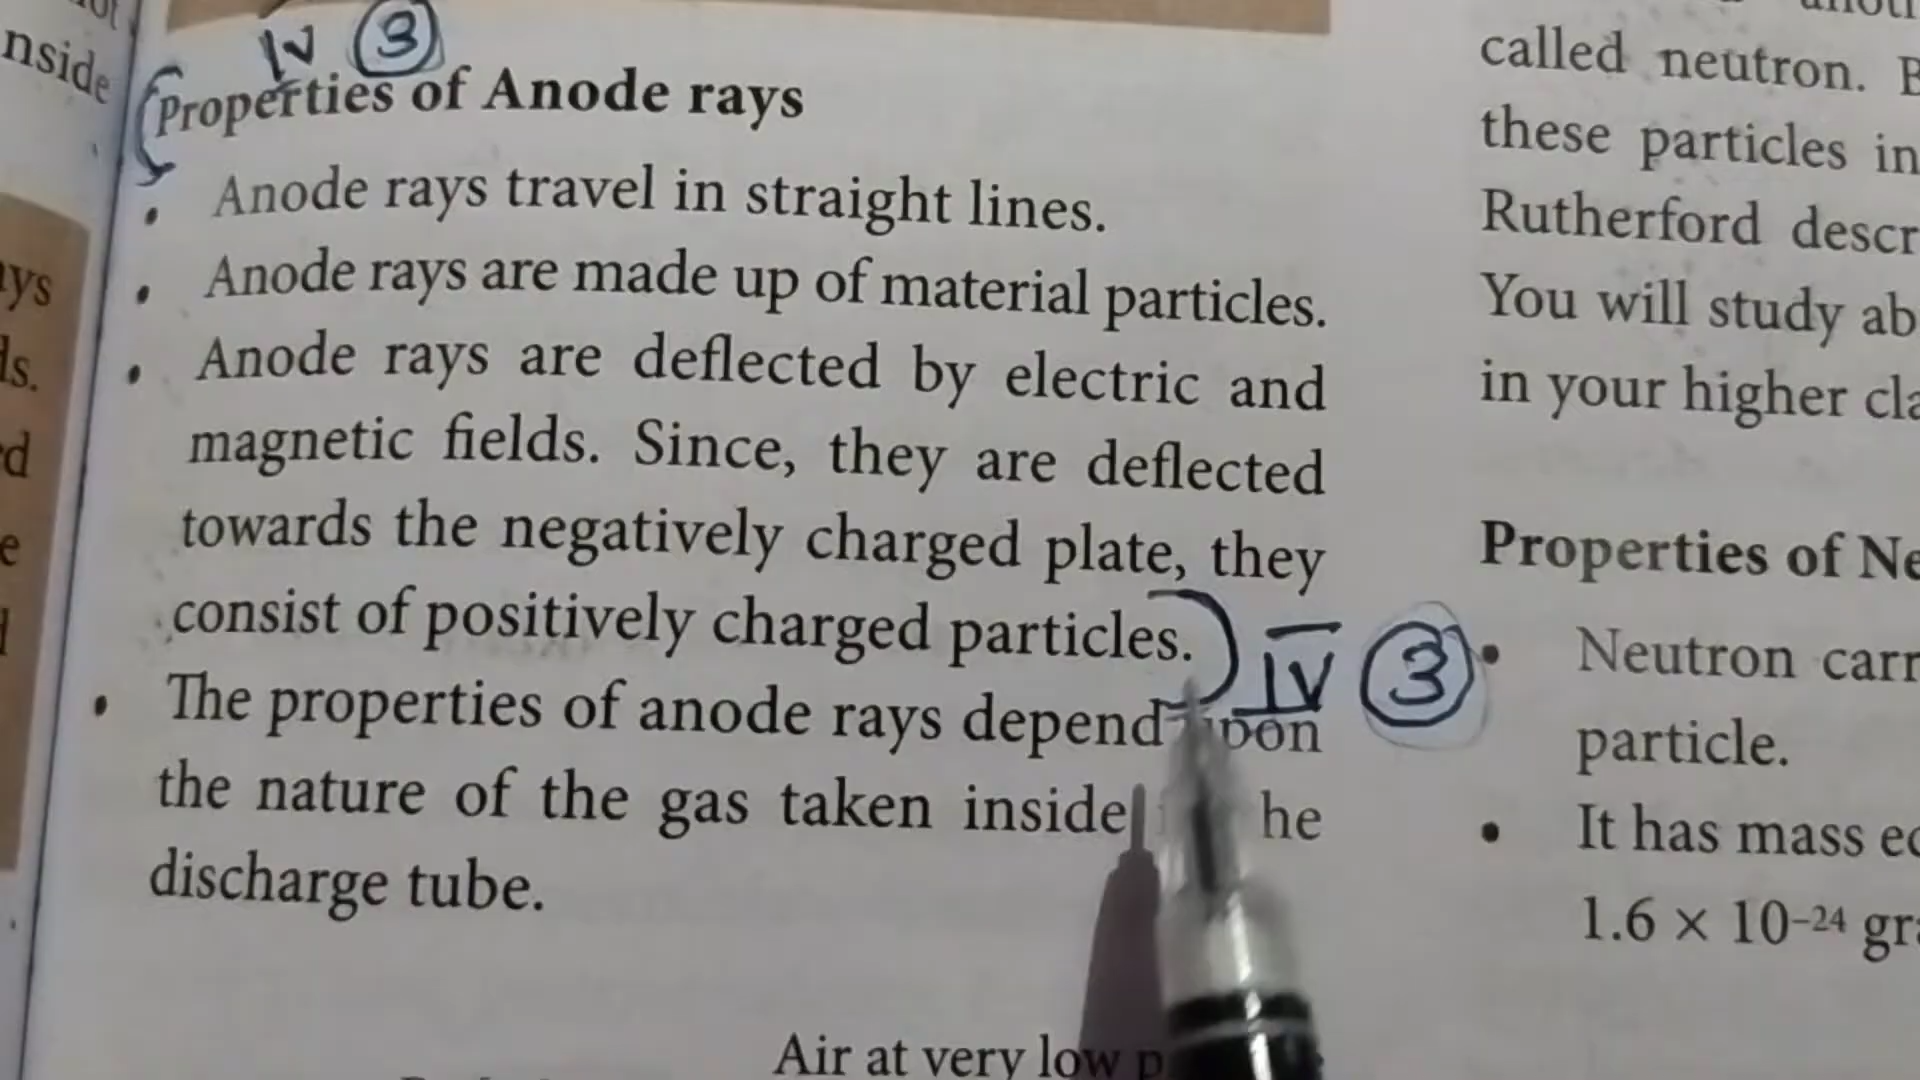 nside
ays
ls.
d
e
IV 3
Properties of Anode rays
• Anode rays travel in straight lines.
• Anode rays are made up of material particles.
• Anode rays are deflected by electric and
magnetic fields. Since, they are deflected
towards the negatively charged plate, they
consist of positively charged particles.
IV 3
• The properties of anode rays depend upon
the nature of the gas taken inside he
discharge tube.
Air at very low p
called neutron. B
these particles in
Rutherford descr
You will study ab
in your higher cla
Properties of Ne
• Neutron carr
particle.
• It has mass eq
1.6 × 10⁻²⁴ gra